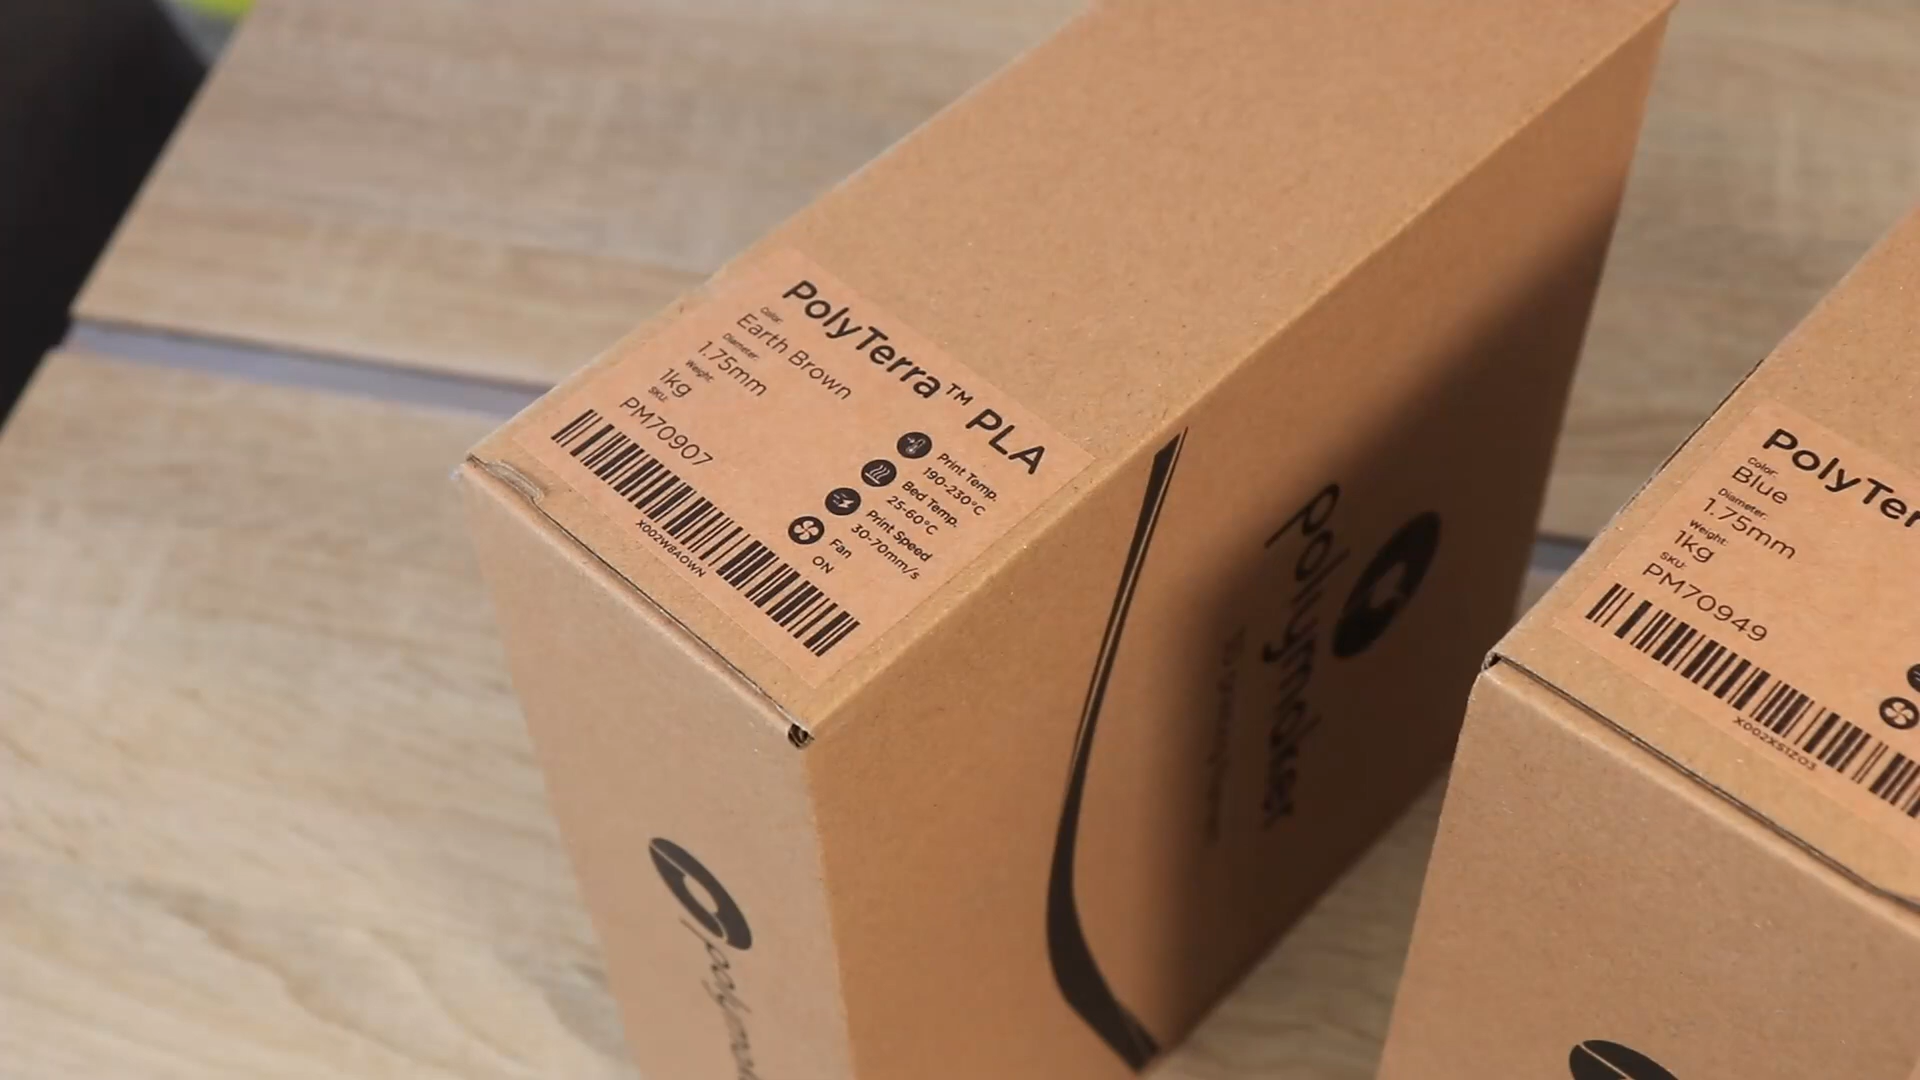 PolyTerra™ PLA
Color:
Earth Brown
Diameter:
1.75mm
Weight:
1kg
SKU:
PM70907
Print Temp.
190-230°C
Bed Temp.
25-60°C
Print Speed
30-70mm/s
Fan
ON
X002W8AOWN
polymaker
PolyTer
Color:
Blue
Diameter:
1.75mm
Weight:
1kg
SKU:
PM70949
X002XS1Z03